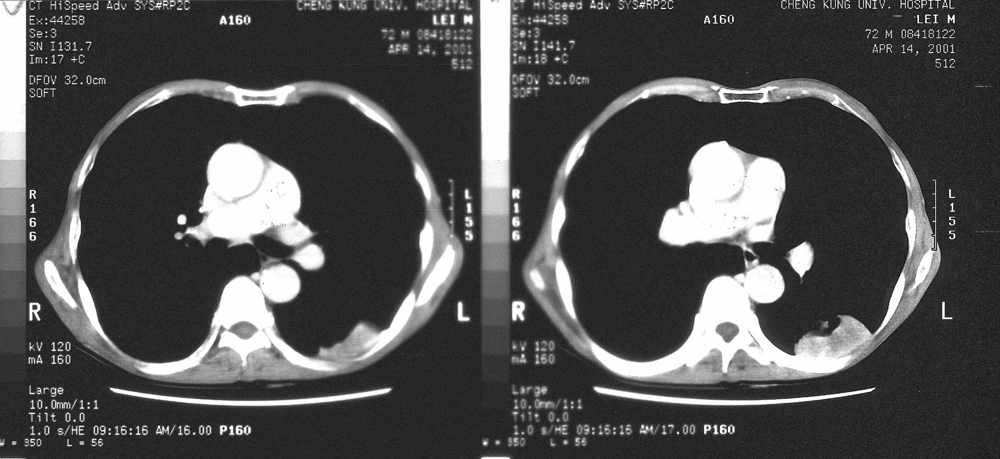 CT HiSpeed Adv SYS#RP2C
Ex:44258
Se:3
SN I131.7
Im:17 +C
DFOV 32.0cm
SOFT
A160
CHENG KUNG UNIV. HOSPITAL
LEI M
72 M 08418122
APR 14, 2001
512
R
1
6
6
L
1
5
5
R
L
kV 120
mA 160
Large
10.0mm/1:1
Tilt 0.0
1.0 s/HE 09:16:16 AM/16.00 P160
W = 350 L = 56
CT HiSpeed Adv SYS#RP2C
Ex:44258
Se:3
SN I141.7
Im:18 +C
DFOV 32.0cm
SOFT
A160
CHENG KUNG UNIV. HOSPITAL
LEI M
72 M 08418122
APR 14, 2001
512
R
1
6
6
L
1
5
5
R
L
kV 120
mA 160
Large
10.0mm/1:1
Tilt 0.0
1.0 s/HE 09:16:16 AM/17.00 P160
W = 350 L = 56